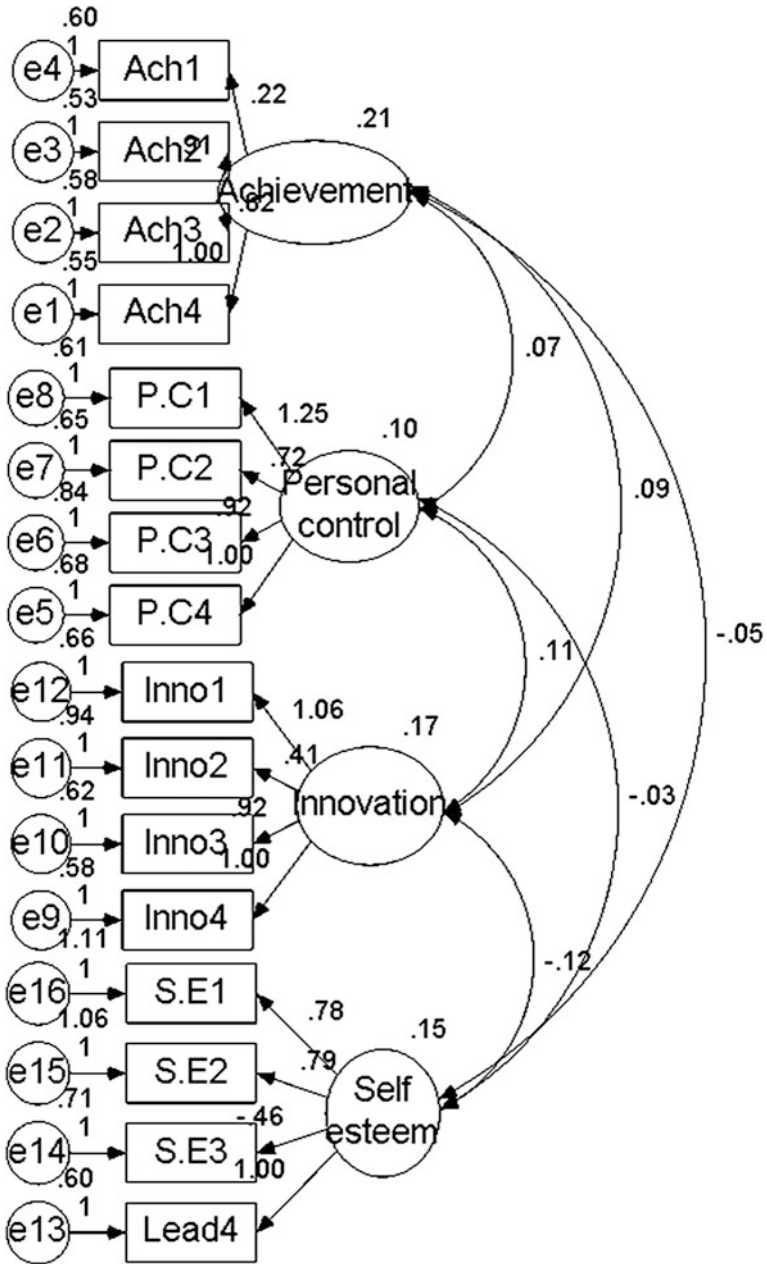 .60
1
e4
Ach1
.22
.53
1
e3
Ach2
.91
.21
Achievement
.58
1
e2
Ach3
.62
.55
1.00
1
e1
Ach4
.07
.61
1
e8
P.C1
1.25
.10
.65
1
e7
P.C2
.72
Personal
control
.09
.84
1
e6
P.C3
.92
.68
1.00
1
e5
P.C4
-.05
.66
.11
1
e12
Inno1
1.06
.17
.94
1
e11
Inno2
.41
Innovation
-.03
.62
1
e10
Inno3
.92
.58
1.00
1
e9
Inno4
1.11
-.12
1
e16
S.E1
.78
.15
1.06
1
e15
S.E2
.79
Self
esteem
.71
1
e14
S.E3
-.46
.60
1.00
1
e13
Lead4